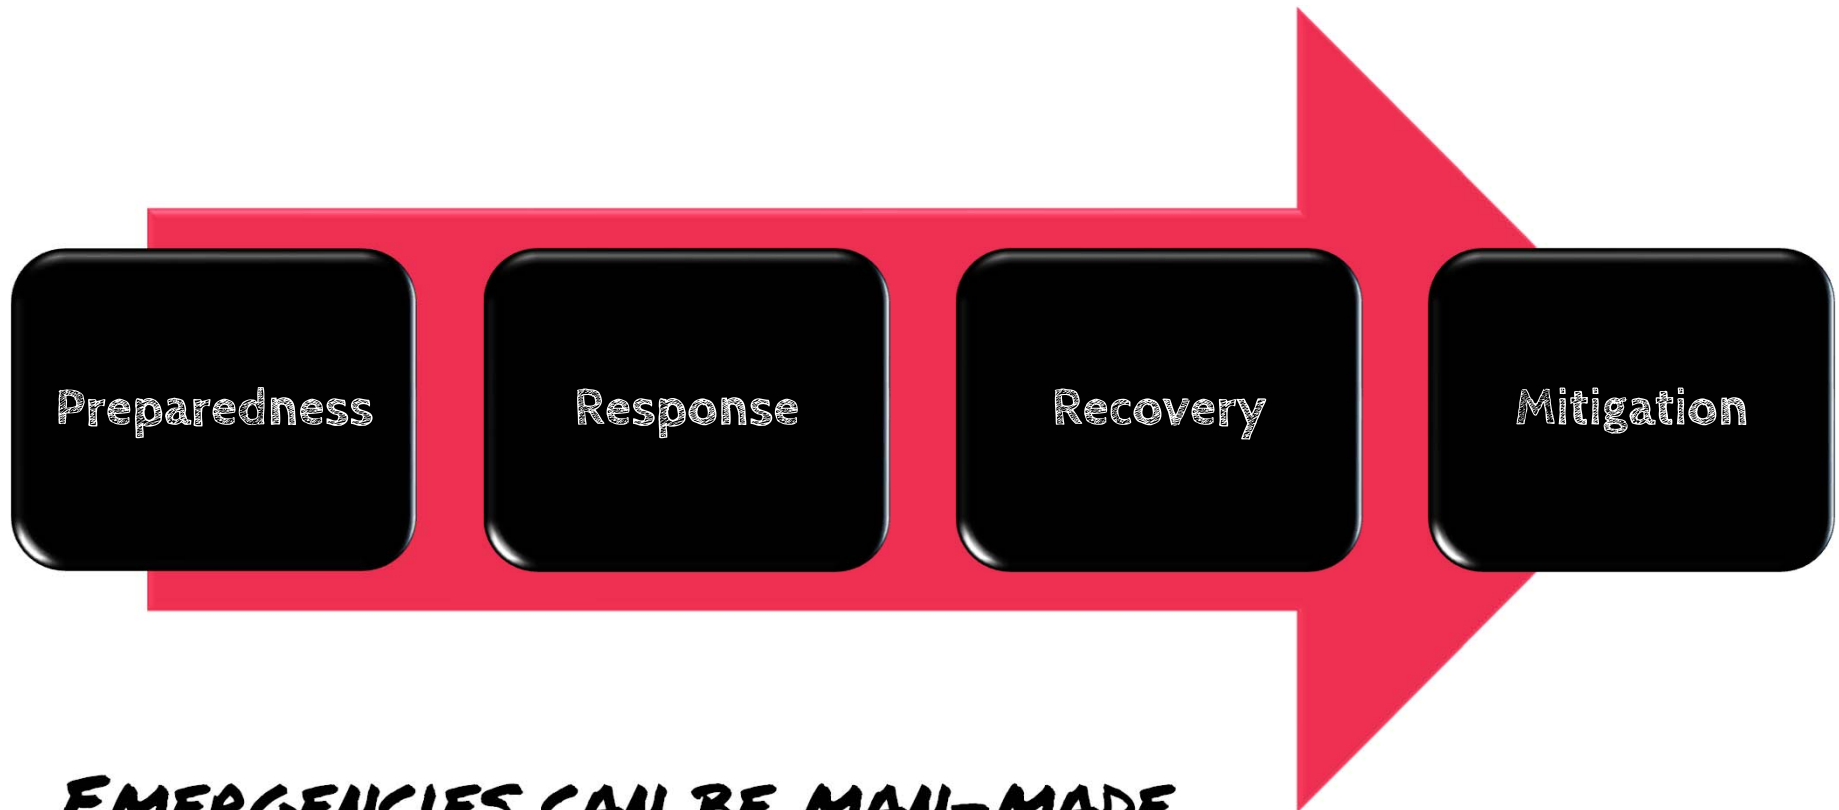 Preparedness
Response
Recovery
Mitigation
EMERGENCIES CAN BE MAN-MADE